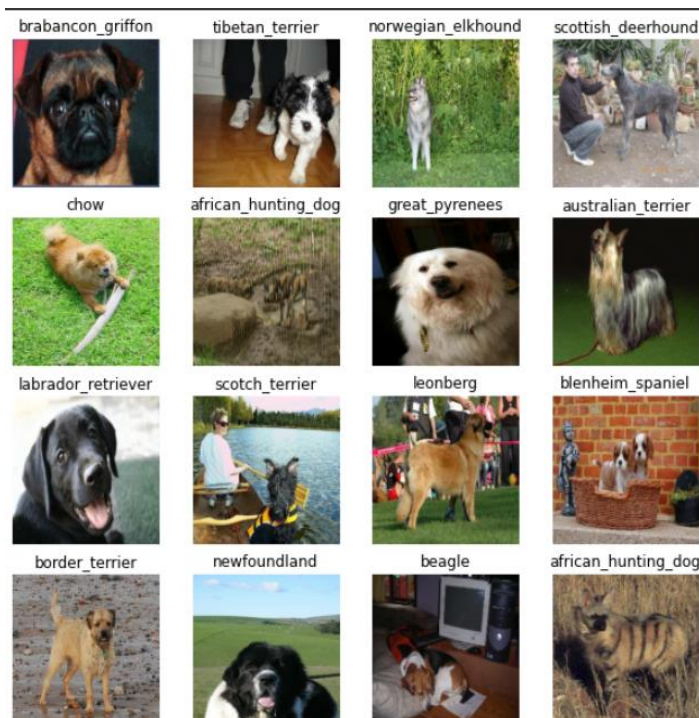 brabancon_griffon tibetan_terrier norwegian_elkhound scottish_deerhound
chow african_hunting_dog great_pyrenees australian_terrier
labrador_retriever scotch_terrier leonberg blenheim_spaniel
border_terrier newfoundland beagle african_hunting_dog